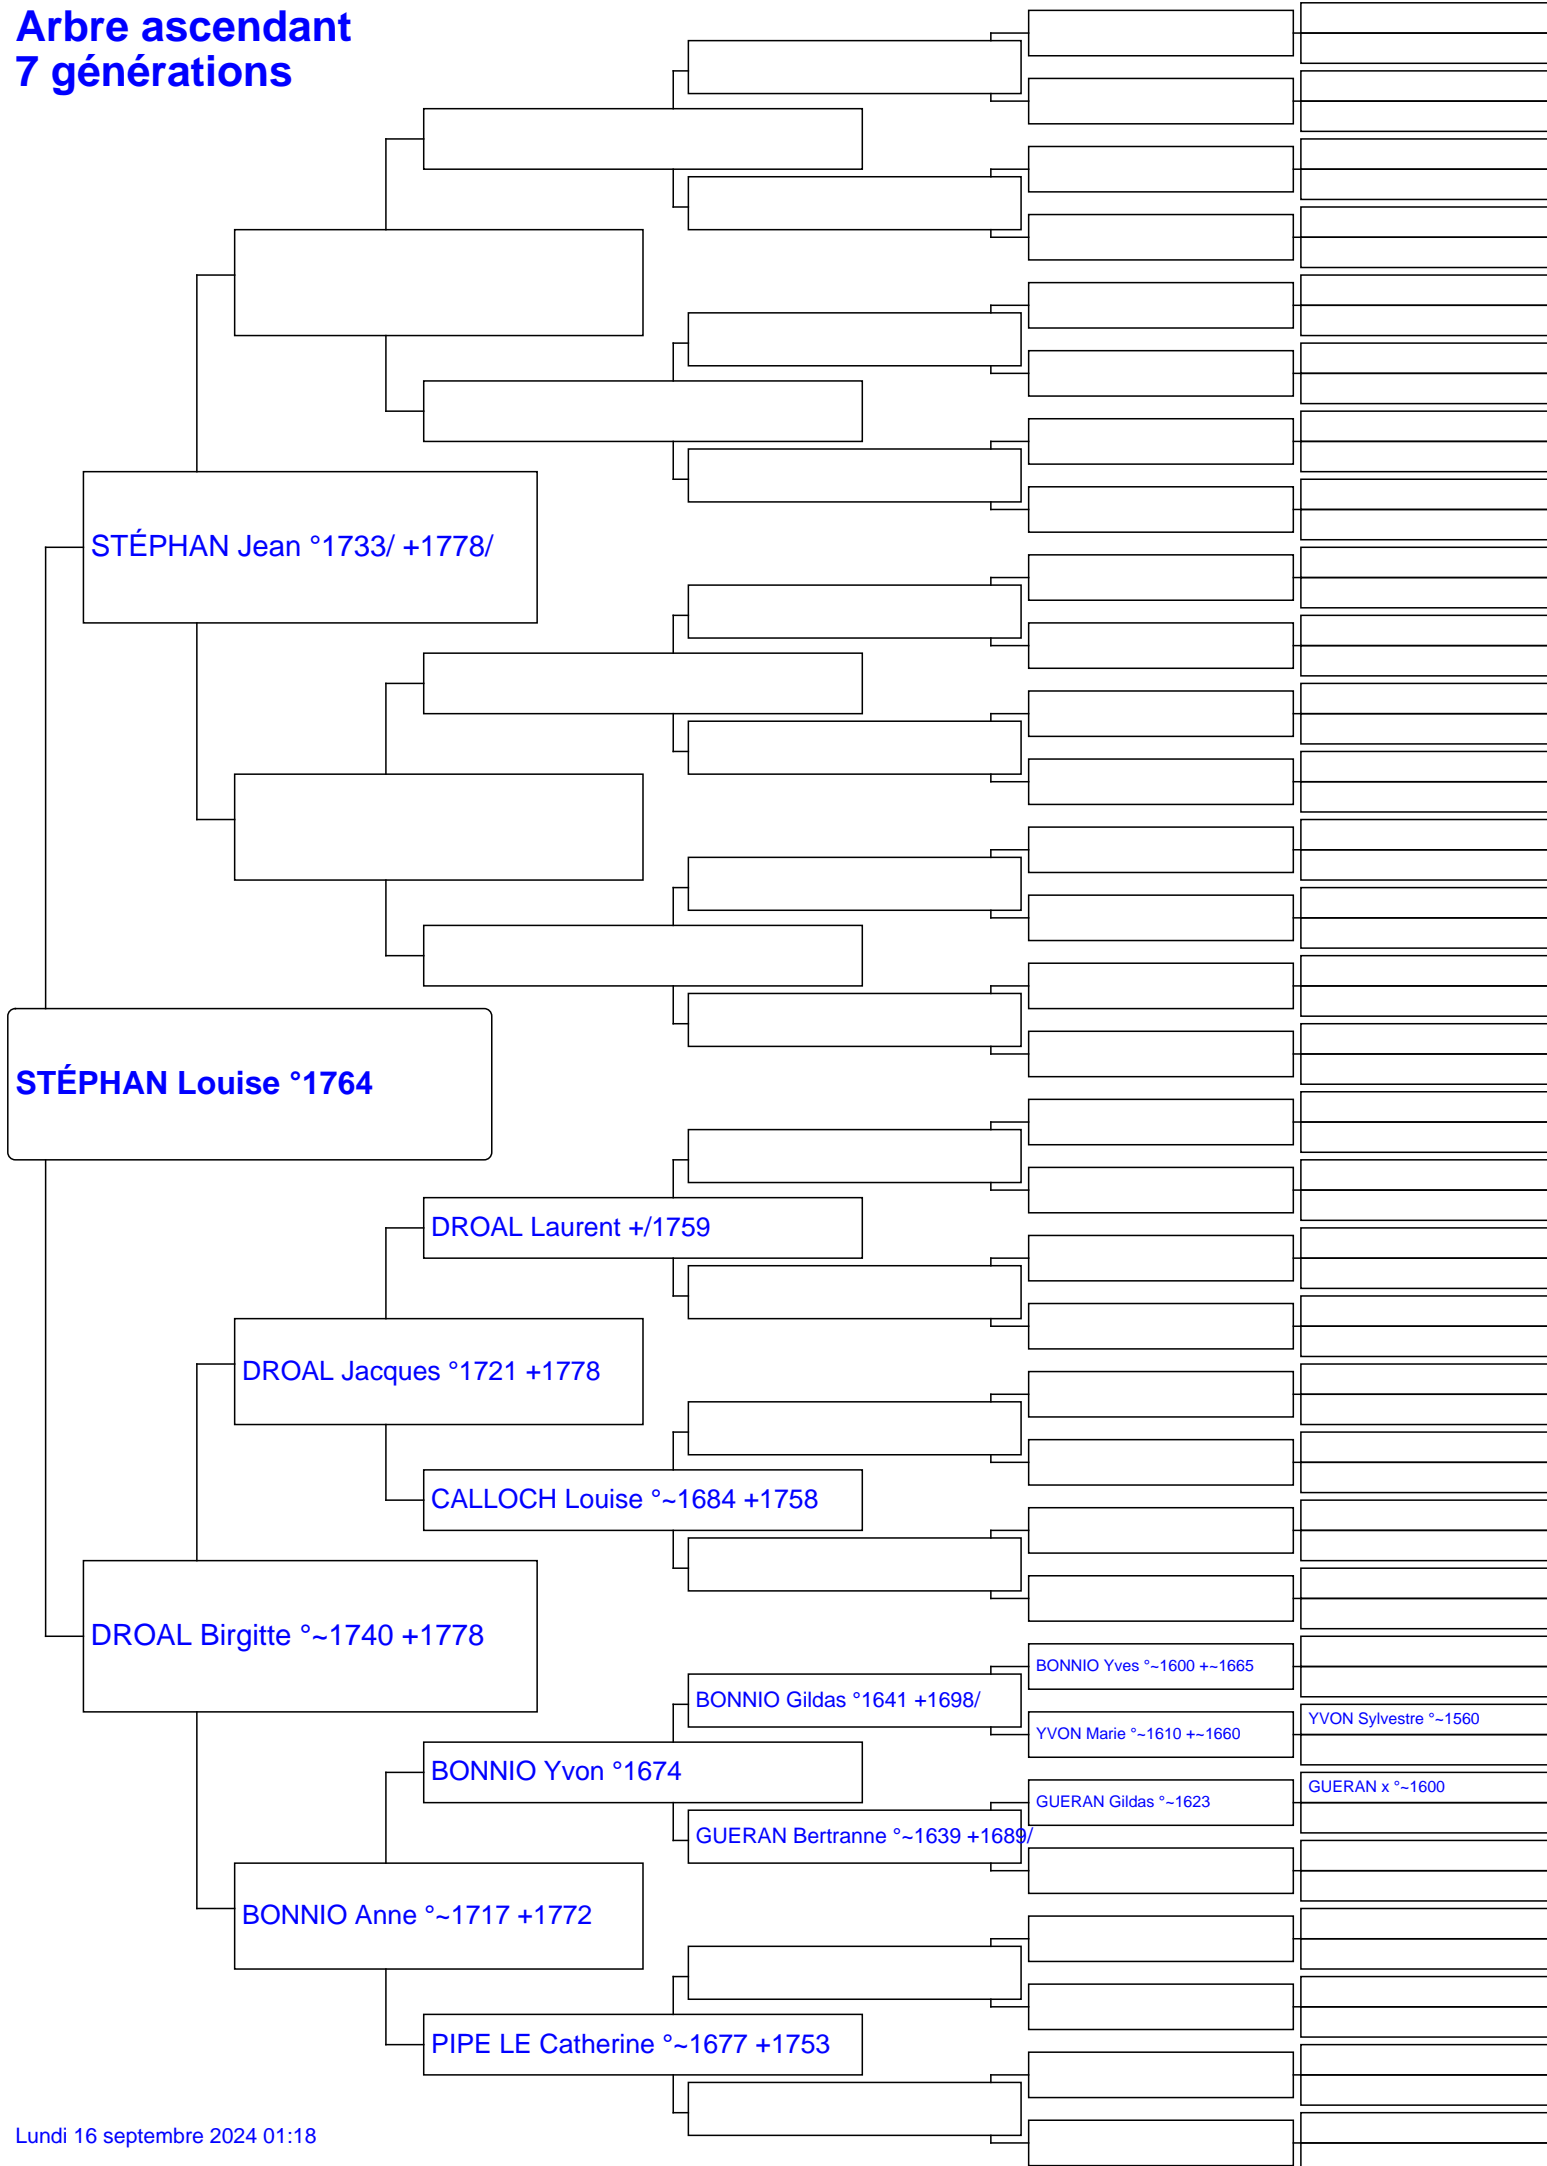 Arbre ascendant
7 générations
STÉPHAN Jean °1733/ +1778/
STÉPHAN Louise °1764
DROAL Laurent +/1759
DROAL Jacques °1721 +1778
CALLOCH Louise °~1684 +1758
DROAL Birgitte °~1740 +1778
BONNIO Yves °~1600 +~1665
BONNIO Gildas °1641 +1698/
YVON Sylvestre °~1560
YVON Marie °~1610 +~1660
BONNIO Yvon °1674
GUERAN x °~1600
GUERAN Gildas °~1623
GUERAN Bertranne °~1639 +1689/
BONNIO Anne °~1717 +1772
PIPE LE Catherine °~1677 +1753
Lundi 16 septembre 2024 01:18